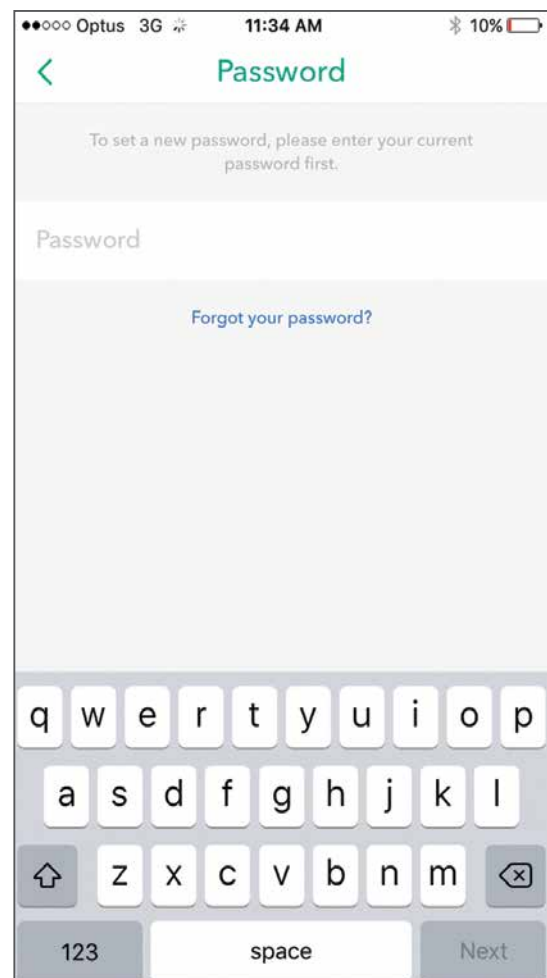 Optus 3G 11:34 AM 10%
Password
To set a new password, please enter your current
password first.
Password
Forgot your password?
q w e r t y u i o p
a s d f g h j k l
z x c v b n m
123 space Next